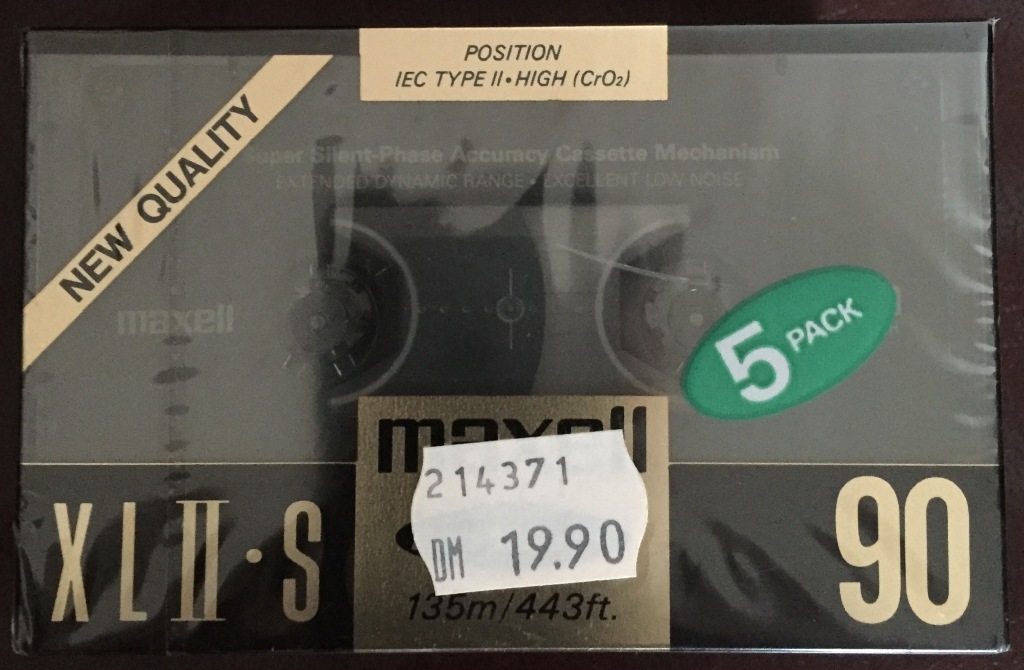 POSITION
IEC TYPE II•HIGH (CrO₂)
NEW QUALITY
Super Silent-Phase Accuracy Cassette Mechanism
EXTENDED DYNAMIC RANGE • EXCELLENT LOW NOISE
maxell
5 PACK
maxell
214371
DM 19.90
XLII·S
135m/443ft.
90